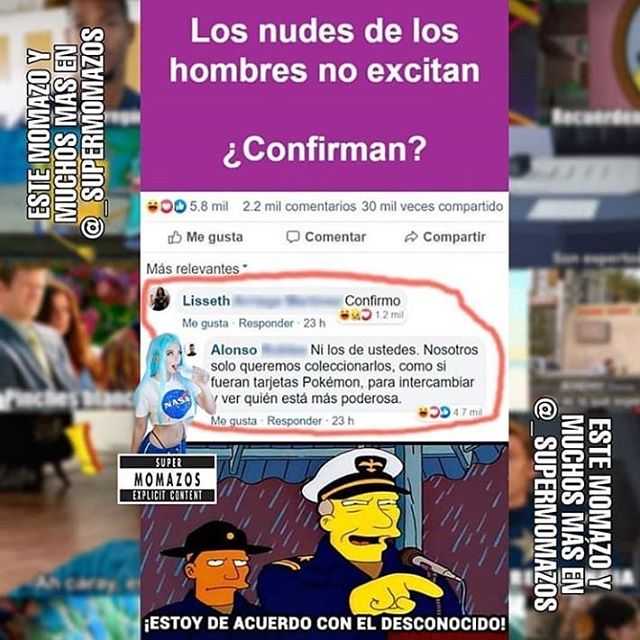 ESTE MOMAZO Y
MUCHOS MÁS EN
@_SUPERMOMAZOS
Los nudes de los
hombres no excitan
¿Confirman?
5.8 mil 2.2 mil comentarios 30 mil veces compartido
Me gusta Comentar Compartir
Más relevantes
Lisseth Confirmo
1.2 mil
Me gusta · Responder · 23 h
Alonso Ni los de ustedes. Nosotros
solo queremos coleccionarlos, como si
fueran tarjetas Pokémon, para intercambiar
y ver quién está más poderosa.
4.7 mil
Me gusta · Responder · 23 h
NASA
SUPER
MOMAZOS
EXPLICIT CONTENT
¡ESTOY DE ACUERDO CON EL DESCONOCIDO!
ESTE MOMAZO Y
MUCHOS MÁS EN
@_SUPERMOMAZOS